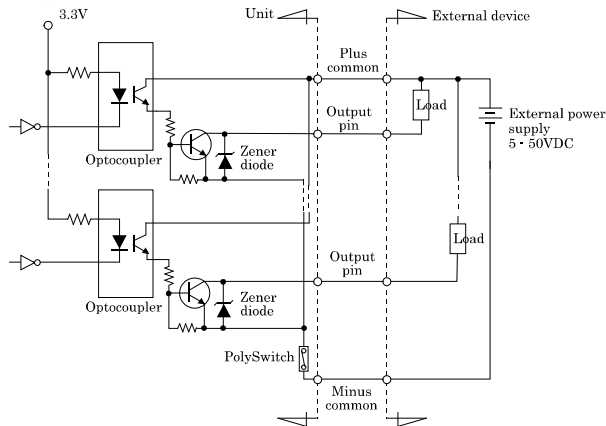 3.3V
Unit
External device
Plus
common
Output
pin
Load
External power
supply
5 - 50VDC
Zener
diode
Optocoupler
Load
Output
pin
Zener
diode
Optocoupler
PolySwitch
Minus
common